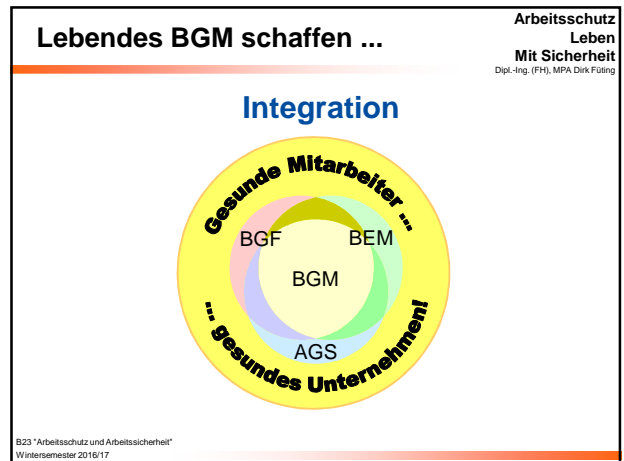 Lebendes BGM schaffen ...
Arbeitsschutz
Leben
Mit Sicherheit
Dipl.-Ing. (FH), MPA Dirk Füting
Integration
Gesunde Mitarbeiter ...
BGF
BEM
BGM
AGS
... gesundes Unternehmen!
B23 "Arbeitsschutz und Arbeitssicherheit"
Wintersemester 2016/17